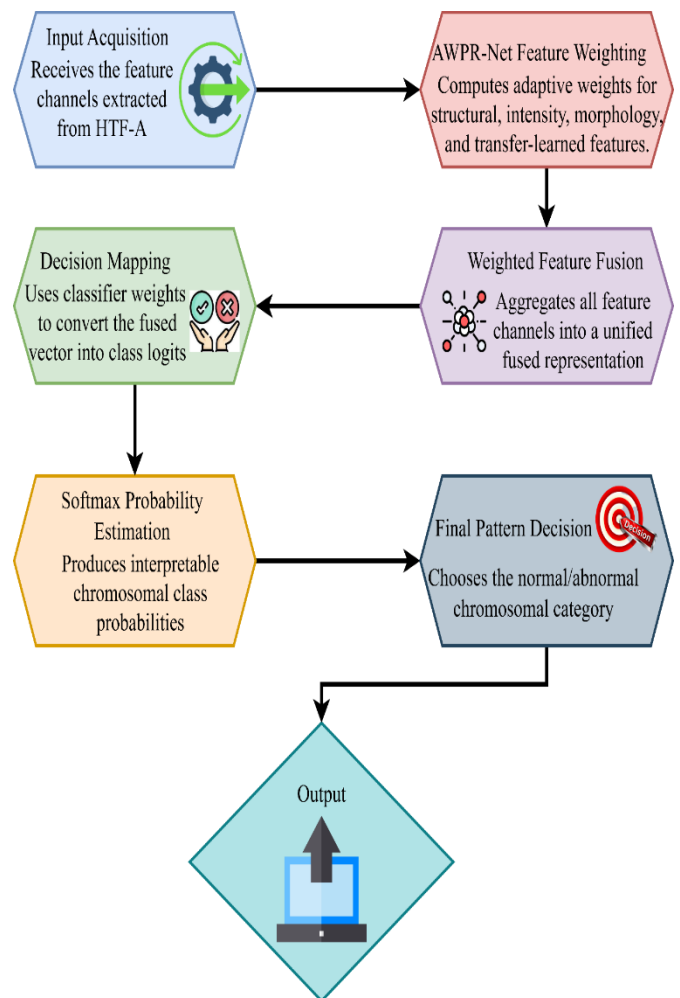 Input Acquisition
Receives the feature
channels extracted
from HTF-A
AWPR-Net Feature Weighting
Computes adaptive weights for
structural, intensity, morphology,
and transfer-learned features.
Weighted Feature Fusion
Aggregates all feature
channels into a unified
fused representation
Decision Mapping
Uses classifier weights
to convert the fused
vector into class logits
Softmax Probability
Estimation
Produces interpretable
chromosomal class
probabilities
Final Pattern Decision
Decision
Chooses the normal/abnormal
chromosomal category
Output